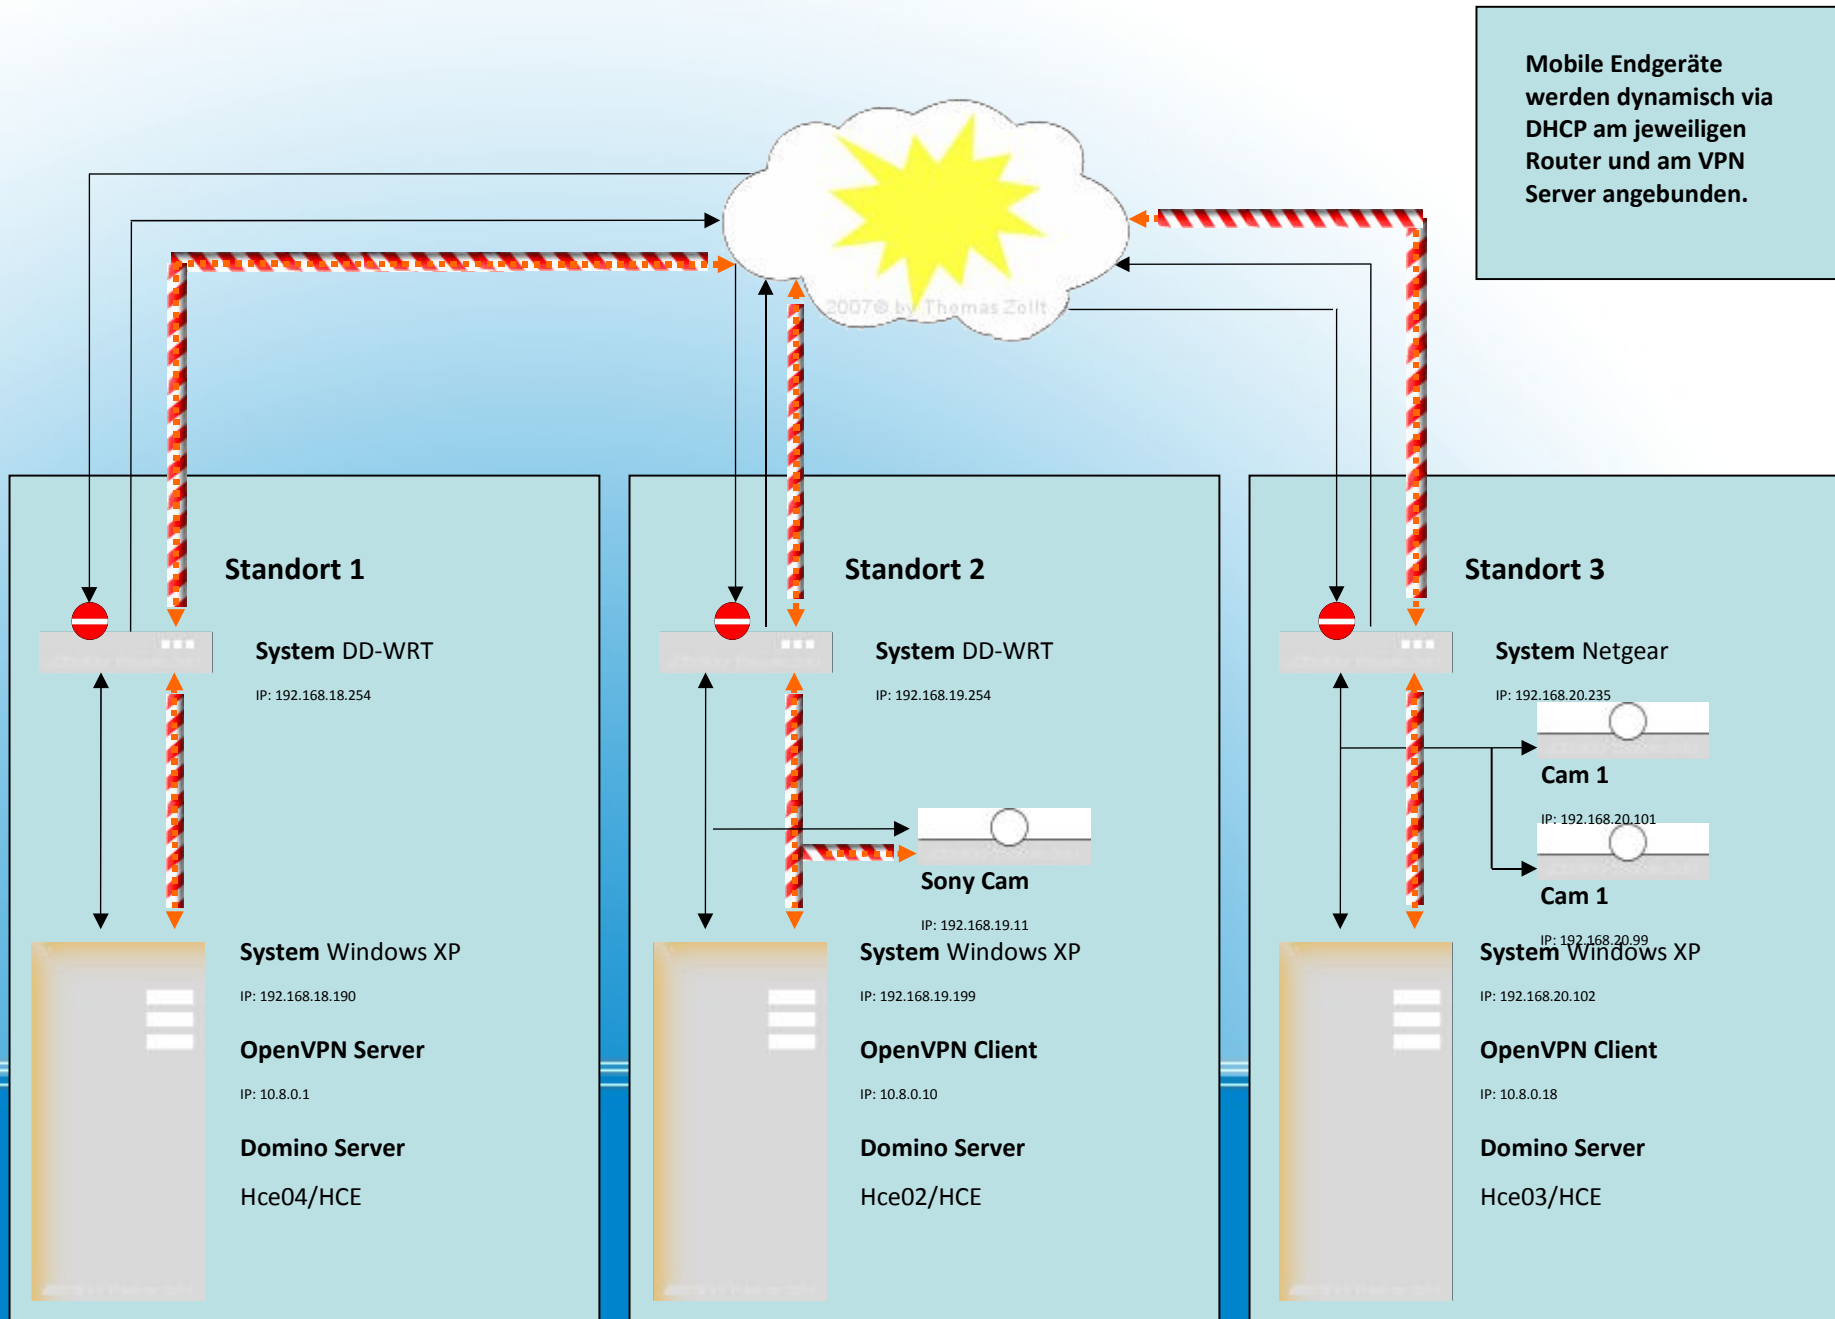 Mobile Endgeräte
werden dynamisch via
DHCP am jeweiligen
Router und am VPN
Server angebunden.
2007© by Thomas Zollt
Standort 1
System DD-WRT
IP: 192.168.18.254
System Windows XP
IP: 192.168.18.190
OpenVPN Server
IP: 10.8.0.1
Domino Server
Hce04/HCE
Standort 2
System DD-WRT
IP: 192.168.19.254
Sony Cam
IP: 192.168.19.11
System Windows XP
IP: 192.168.19.199
OpenVPN Client
IP: 10.8.0.10
Domino Server
Hce02/HCE
Standort 3
System Netgear
IP: 192.168.20.235
Cam 1
IP: 192.168.20.101
Cam 1
IP: 192.168.20.99
System Windows XP
IP: 192.168.20.102
OpenVPN Client
IP: 10.8.0.18
Domino Server
Hce03/HCE